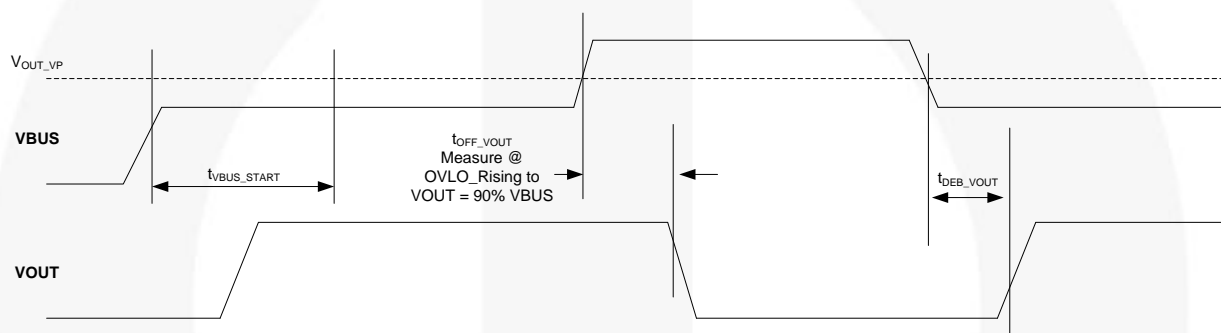 VOUT_VP
VBUS
tVBUS_START
tOFF_VOUT
Measure @
OVLO_Rising to
VOUT = 90% VBUS
tDEB_VOUT
VOUT